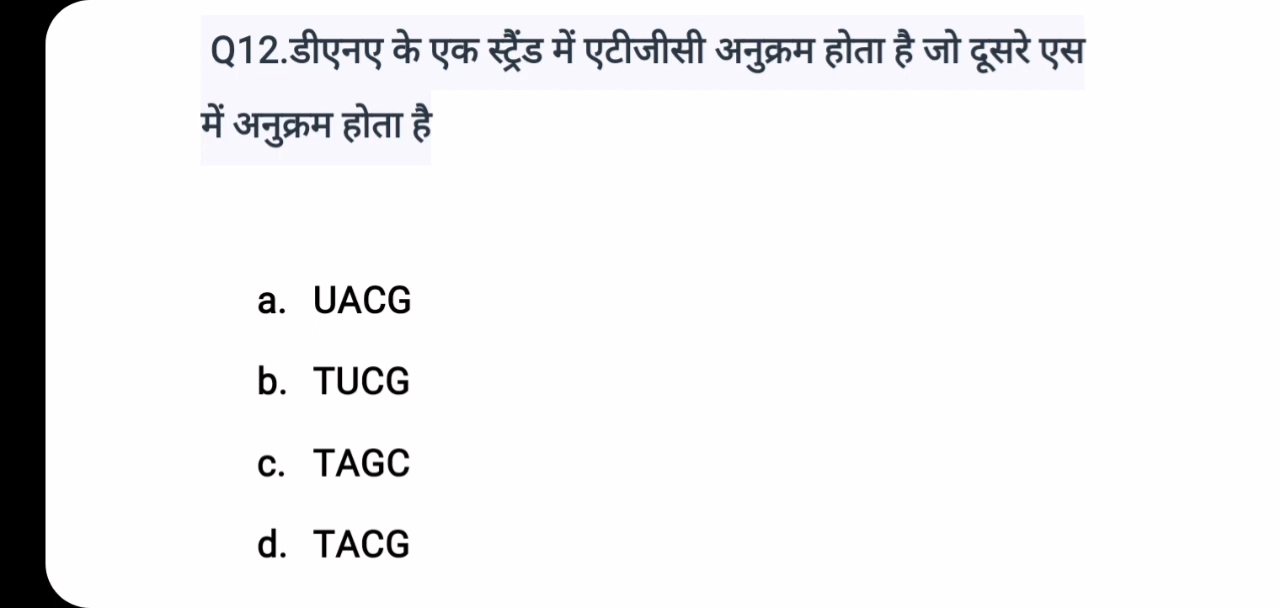 Q12.डीएनए के एक स्ट्रैंड में एटीजीसी अनुक्रम होता है जो दूसरे एस
में अनुक्रम होता है
a. UACG
b. TUCG
c. TAGC
d. TACG